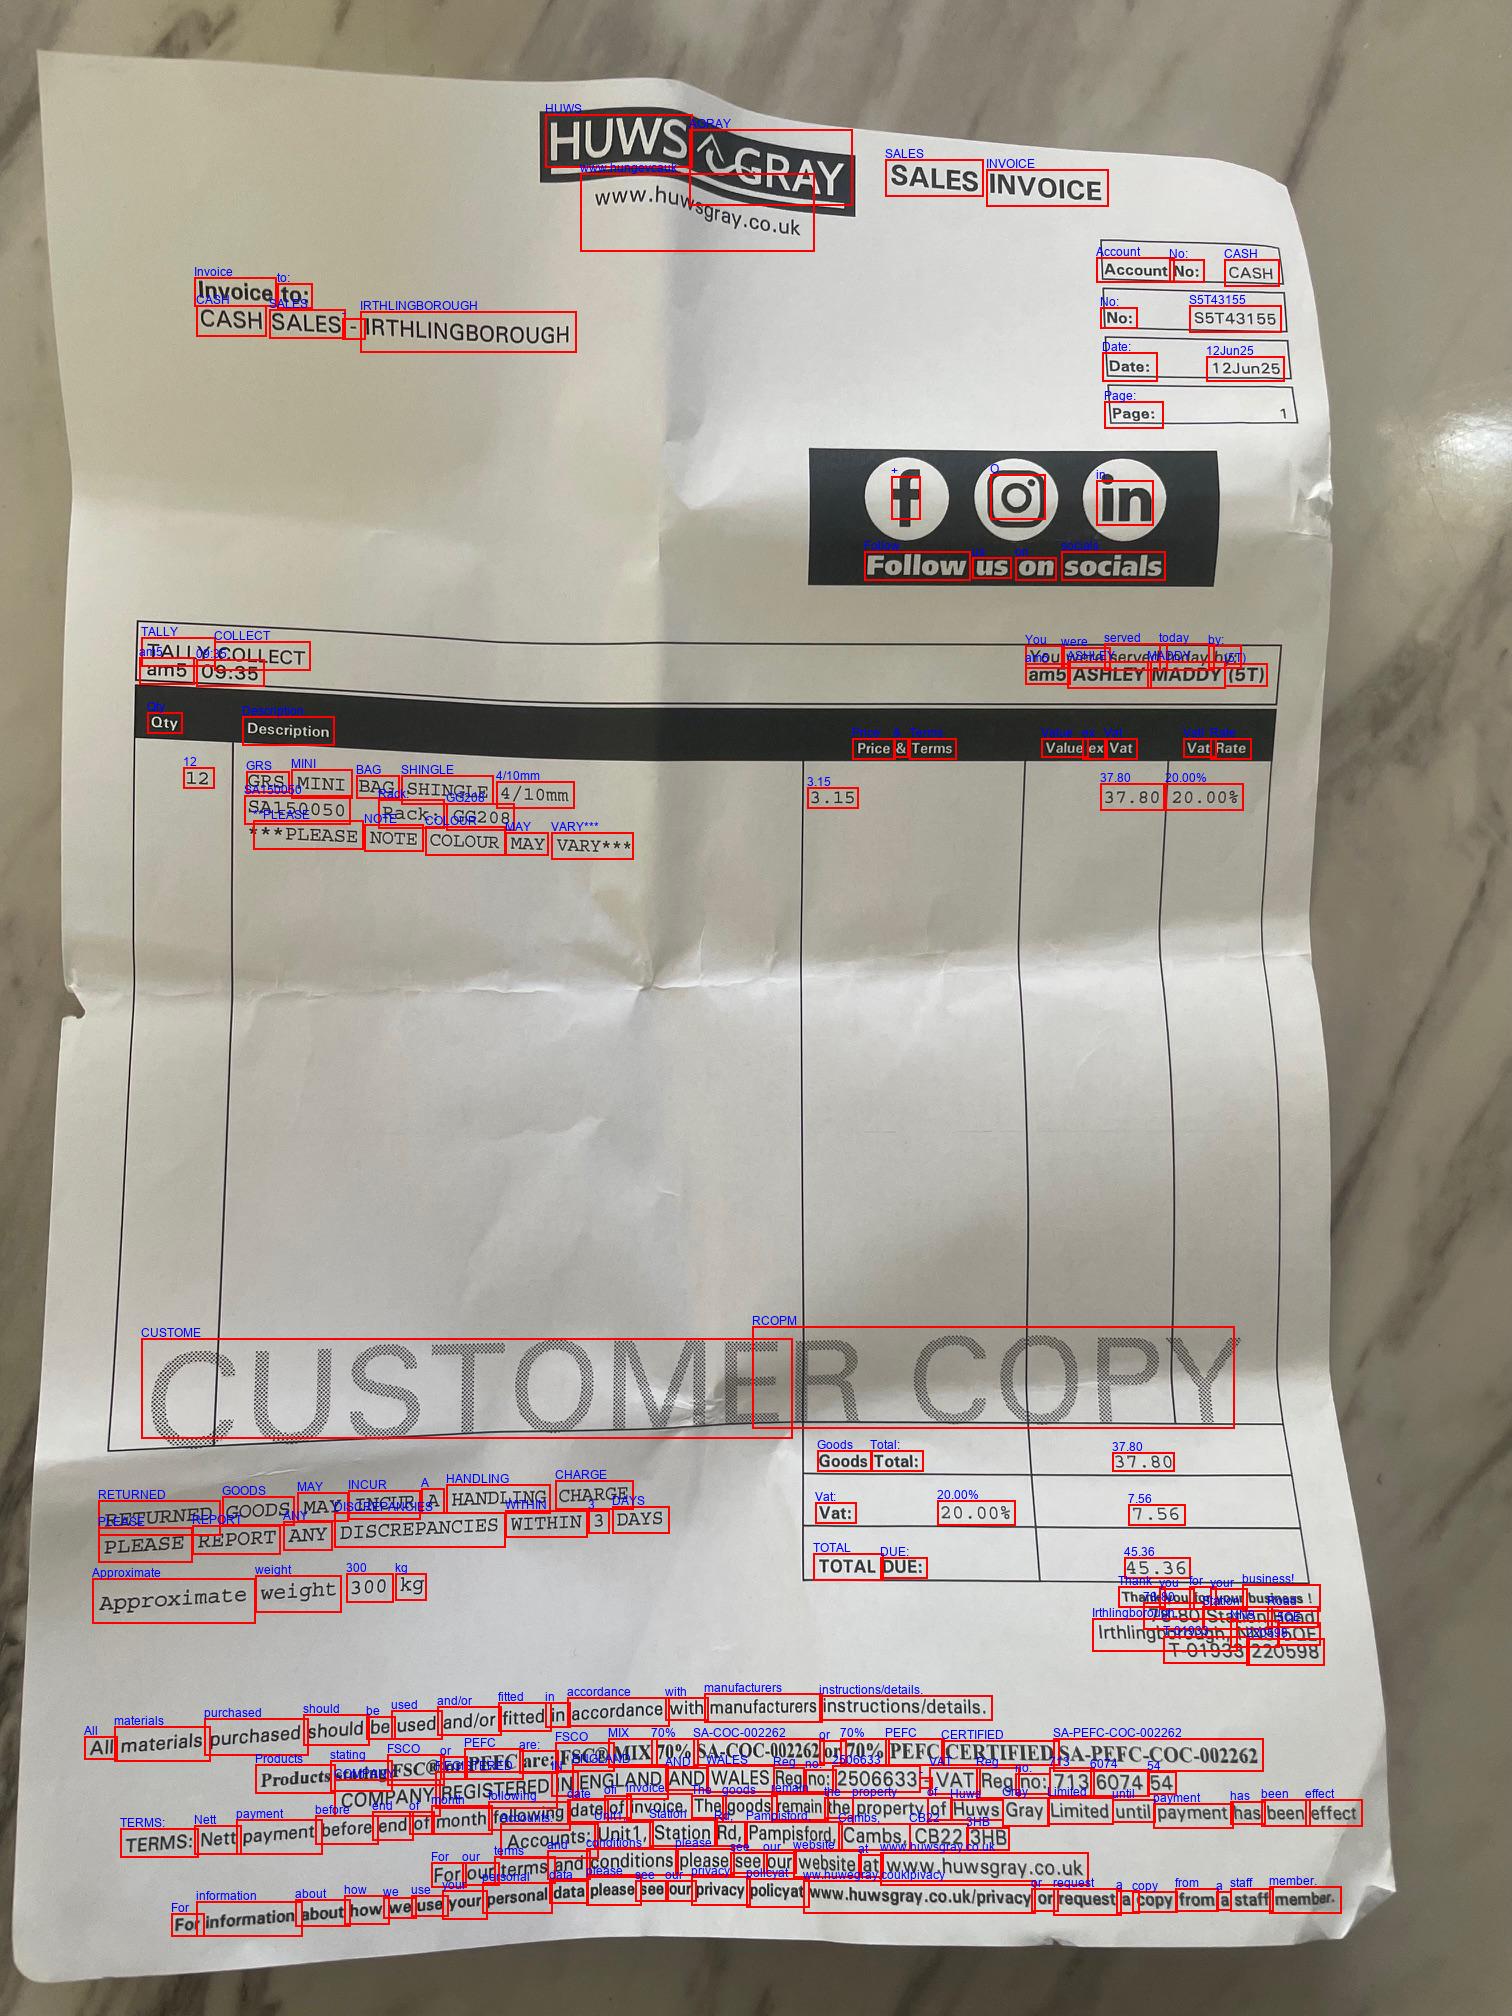 HUWS GRAY
www.huwsgray.co.uk
SALES INVOICE
Invoice to:
CASH SALES - IRTHLINGBOROUGH
Account No: CASH
No: S5T43155
Date: 12Jun25
Page: 1
f in
Follow us on socials
TALLY COLLECT
am5 09:35
You were served today by:
am5 ASHLEY MADDY (5T)
Qty Description Price & Terms Value ex Vat Vat Rate
12 GRS MINI BAG SHINGLE 4/10mm 3.15 37.80 20.00%
SA150050 Rack: GG208
***PLEASE NOTE COLOUR MAY VARY***
CUSTOMER COPY
Goods Total: 37.80
Vat: 20.00% 7.56
TOTAL DUE: 45.36
RETURNED GOODS MAY INCUR A HANDLING CHARGE
PLEASE REPORT ANY DISCREPANCIES WITHIN 3 DAYS
Approximate weight 300 kg
Thank you for your business !
78-80 Station Road
Irthlingborough, NN9 5QE
T-01933 220598
All materials purchased should be used and/or fitted in accordance with manufacturers instructions/details.
Products stating FSC® or PEFC are: FSC® MIX 70% SA-COC-002262 or 70% PEFC CERTIFIED SA-PEFC-COC-002262
COMPANY REGISTERED IN ENGLAND AND WALES Reg no: 2506633 - VAT Reg no: 713 6074 54
TERMS: Nett payment before end of month following date of invoice. The goods remain the property of Huws Gray Limited until payment has been effect
Accounts: Unit1, Station Rd, Pampisford, Cambs, CB22 3HB
For our terms and conditions please see our website at www.huwsgray.co.uk
For information about how we use your personal data please see our privacy policy at www.huwsgray.co.uk/privacy or request a copy from a staff member.